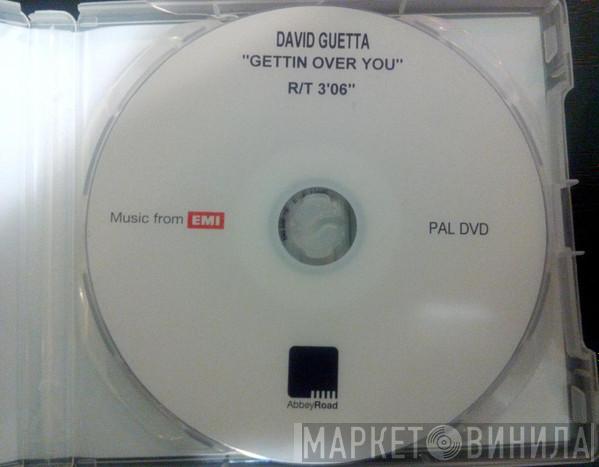 DAVID GUETTA
"GETTIN OVER YOU"
R/T 3'06"
Music from EMI
PAL DVD
AbbeyRoad
МАРКЕТ ВИНИЛА